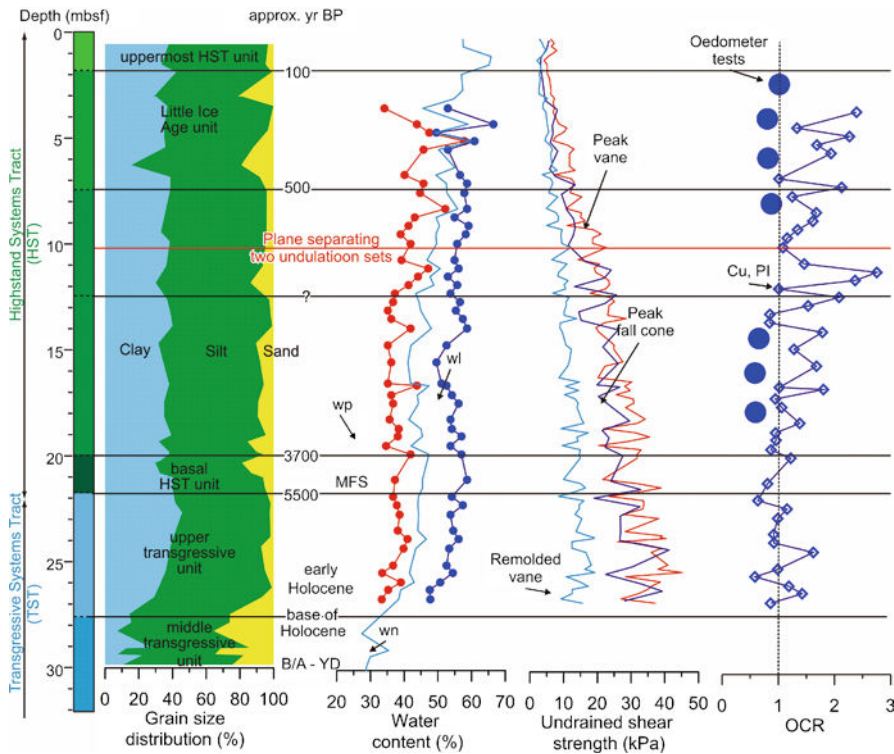 Depth (mbsf)
approx. yr BP
0
5
10
15
20
25
30
Highstand Systems Tract
(HST)
Transgressive Systems Tract
(TST)
uppermost HST unit
Little Ice
Age unit
Plane separating
two undulatioon sets
Clay
Silt
Sand
basal
HST unit
upper
transgressive
unit
middle
transgressive
unit
100
500
?
3700
MFS
5500
early
Holocene
base of
Holocene
B/A - YD
wp
wl
wn
Peak
vane
Peak
fall cone
Remolded
vane
Oedometer
tests
Cu, PI
0 20 40 60 80 100
Grain size
distribution (%)
20 30 40 50 60 70
Water
content (%)
0 10 20 30 40 50
Undrained shear
strength (kPa)
0 1 2 3
OCR